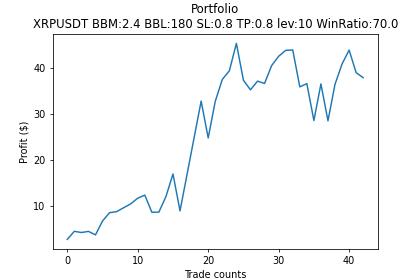 Portfolio
XRPUSDT BBM:2.4 BBL:180 SL:0.8 TP:0.8 lev:10 WinRatio:70.0
40
30
20
10
Profit ($)
0
10
20
30
40
Trade counts